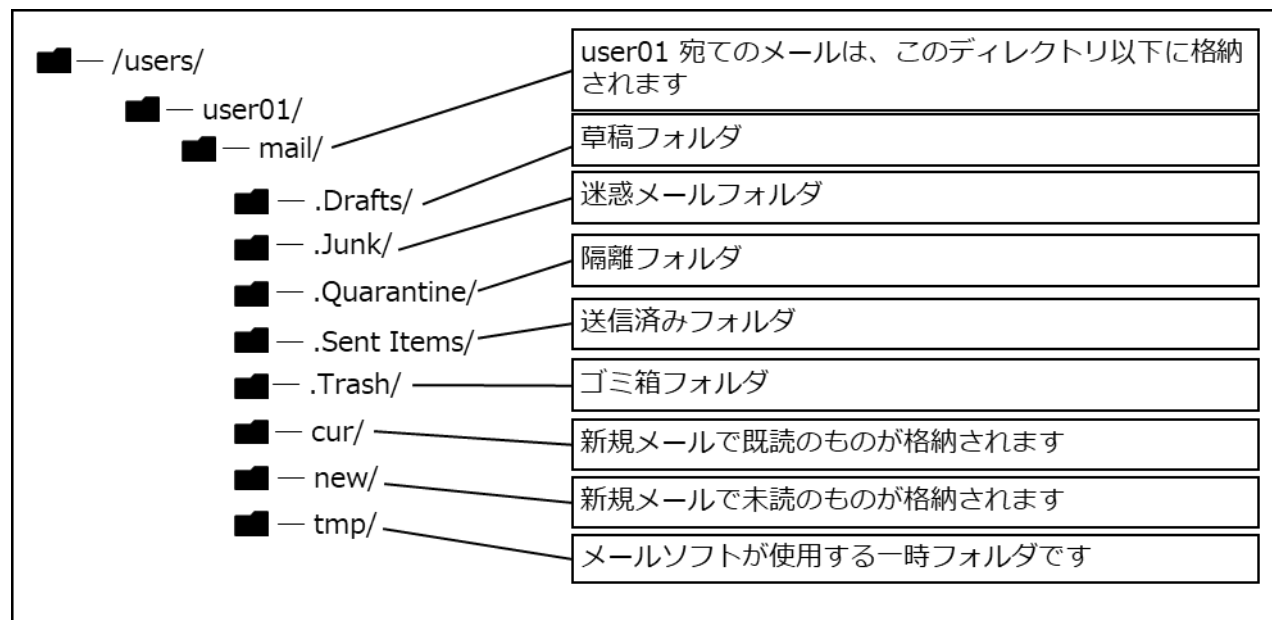 /users/
user01 宛てのメールは、このディレクトリ以下に格納
されます
user01/
mail/
草稿フォルダ
.Drafts/
迷惑メールフォルダ
.Junk/
隔離フォルダ
.Quarantine/
送信済みフォルダ
.Sent Items/
ゴミ箱フォルダ
.Trash/
新規メールで既読のものが格納されます
cur/
新規メールで未読のものが格納されます
new/
メールソフトが使用する一時フォルダです
tmp/